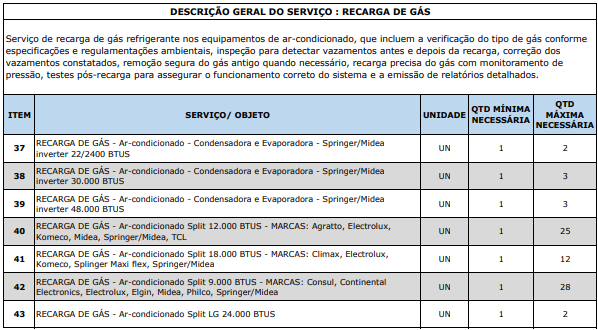 DESCRIÇÃO GERAL DO SERVIÇO : RECARGA DE GÁS
Serviço de recarga de gás refrigerante nos equipamentos de ar-condicionado, que incluem a verificação do tipo de gás conforme
especificações e regulamentações ambientais, inspeção para detectar vazamentos antes e depois da recarga, correção dos
vazamentos constatados, remoção segura do gás antigo quando necessário, recarga precisa do gás com monitoramento de
pressão, testes pós-recarga para assegurar o funcionamento correto do sistema e a emissão de relatórios detalhados.
ITEM SERVIÇO/ OBJETO UNIDADE QTD MÍNIMA NECESSÁRIA QTD MÁXIMA NECESSÁRIA
37 RECARGA DE GÁS - Ar-condicionado - Condensadora e Evaporadora - Springer/Midea
inverter 22/2400 BTUS UN 1 2
38 RECARGA DE GÁS - Ar-condicionado - Condensadora e Evaporadora - Springer/Midea
inverter 30.000 BTUS UN 1 3
39 RECARGA DE GÁS - Ar-condicionado - Condensadora e Evaporadora - Springer/Midea
inverter 48.000 BTUS UN 1 3
40 RECARGA DE GÁS - Ar-condicionado Split 12.000 BTUS - MARCAS: Agratto, Electrolux,
Komeco, Midea, Springer/Midea, TCL UN 1 25
41 RECARGA DE GÁS - Ar-condicionado Split 18.000 BTUS - MARCAS: Climax, Electrolux,
Komeco, Splinger Maxi flex, Springer/Midea UN 1 12
42 RECARGA DE GÁS - Ar-condicionado Split 9.000 BTUS - MARCAS: Consul, Continental
Electronics, Electrolux, Elgin, Midea, Philco, Springer/Midea UN 1 28
43 RECARGA DE GÁS - Ar-condicionado Split LG 24.000 BTUS UN 1 2